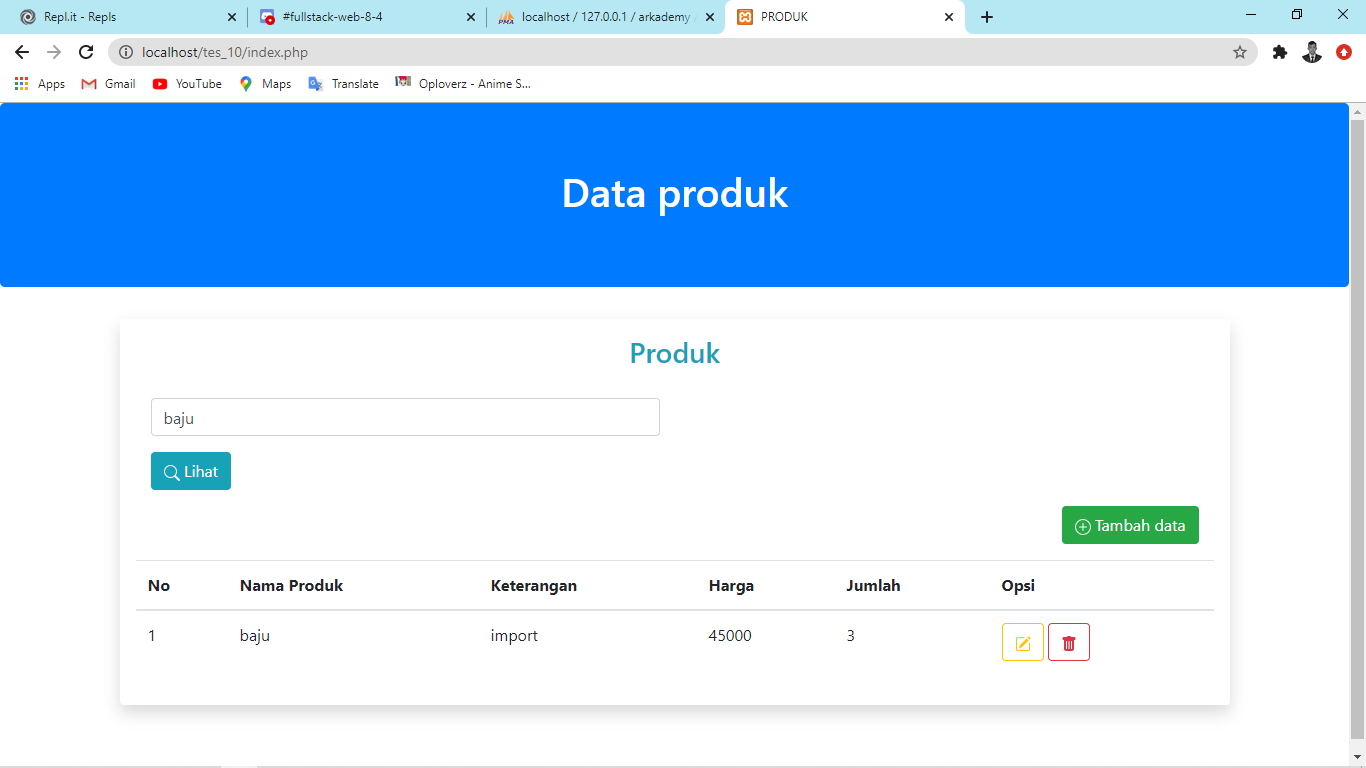 Repl.it - Repls
#fullstack-web-8-4
PMA
localhost / 127.0.0.1 / arkademy
PRODUK
localhost/tes_10/index.php
Apps
Gmail
YouTube
Maps
Translate
Oploverz - Anime S...
Data produk
Produk
baju
Lihat
Tambah data
No Nama Produk Keterangan Harga Jumlah Opsi
1 baju import 45000 3